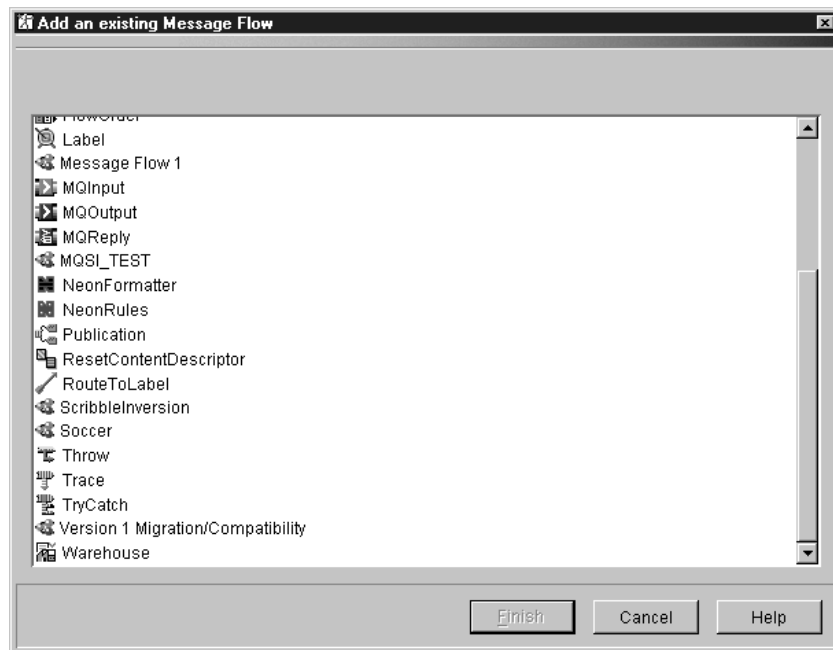 Add an existing Message Flow
FlowOrder
Label
Message Flow 1
MQInput
MQOutput
MQReply
MQSI_TEST
NeonFormatter
NeonRules
Publication
ResetContentDescriptor
RouteToLabel
ScribbleInversion
Soccer
Throw
Trace
TryCatch
Version 1 Migration/Compatibility
Warehouse
Finish Cancel Help